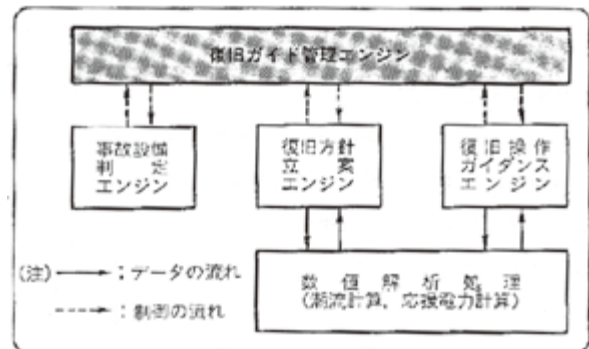 復旧ガイド管理エンジン
事故設備
判定
エンジン
復旧方針
立案
エンジン
復旧操作
ガイダンス
エンジン
数値解析処理
(潮流計算，応援電力計算)
(注) :データの流れ
:制御の流れ